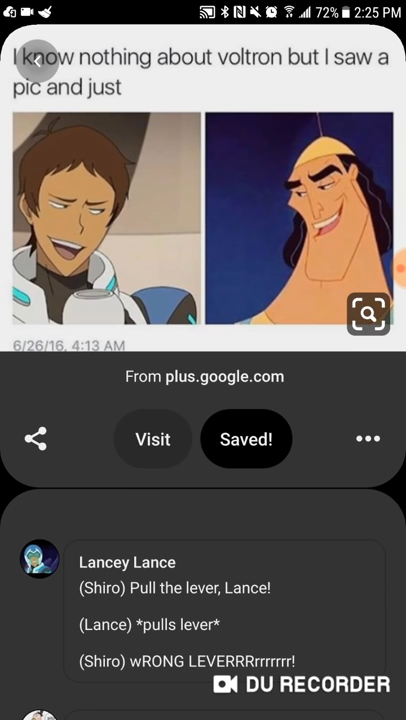 72% 2:25 PM
I know nothing about voltron but I saw a
pic and just
6/26/16, 4:13 AM
From plus.google.com
Visit
Saved!
Lancey Lance
(Shiro) Pull the lever, Lance!
(Lance) *pulls lever*
(Shiro) wRONG LEVERRRrrrrrrr!
DU RECORDER